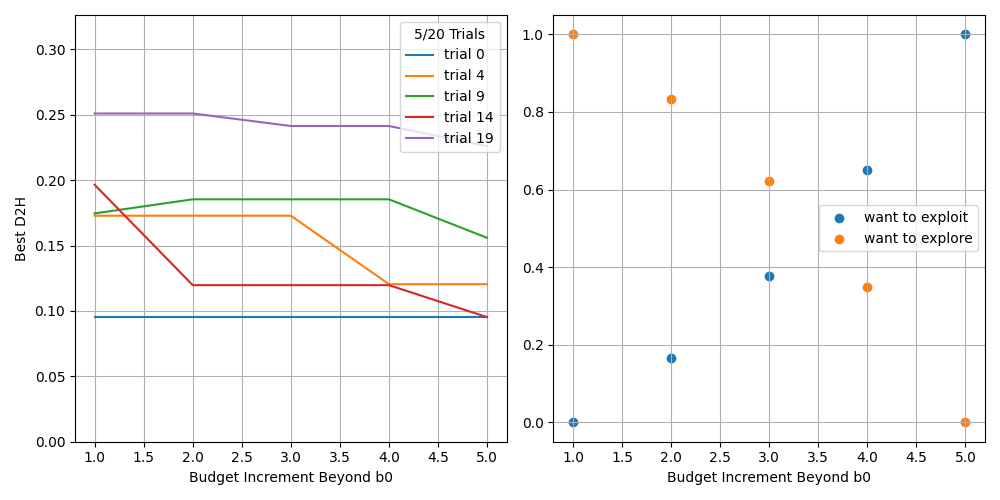 5/20 Trials
trial 0
trial 4
trial 9
trial 14
trial 19
0.30
0.25
0.20
0.15
0.10
0.05
0.00
Best D2H
1.0 1.5 2.0 2.5 3.0 3.5 4.0 4.5 5.0
Budget Increment Beyond b0
1.0
0.8
0.6
0.4
0.2
0.0
want to exploit
want to explore
1.0 1.5 2.0 2.5 3.0 3.5 4.0 4.5 5.0
Budget Increment Beyond b0